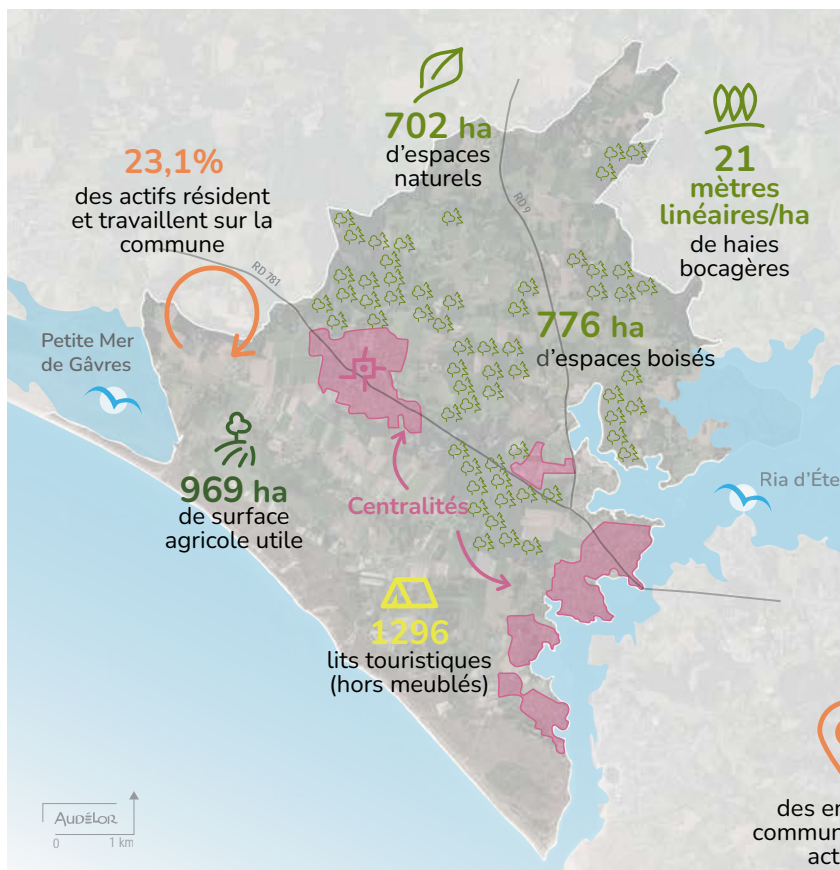 702 ha
d'espaces
naturels
23,1%
des actifs résident
et travaillent sur la
commune
21
mètres
linéaires/ha
de haies
bocagères
RD 9
RD 781
Petite Mer
de Gâvres
776 ha
d'espaces boisés
969 ha
de surface
agricole utile
Centralités
Ria d'Éte
1296
lits touristiques
(hors meublés)
AUDÉLOR
0 1 km
des
commun
act